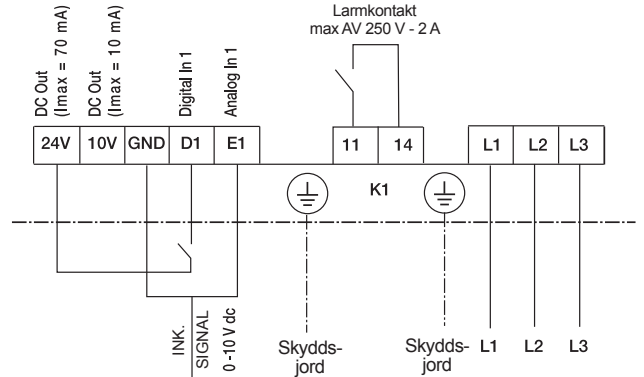 Larmkontakt
max AV 250 V - 2 A
DC Out
(Imax = 70 mA)
DC Out
(Imax = 10 mA)
Digital In 1
Analog In 1
24V 10V GND D1 E1
11 14
L1 L2 L3
K1
INK.
SIGNAL
0 -10 V dc
Skydds-
jord
Skydds-
jord
L1 L2 L3